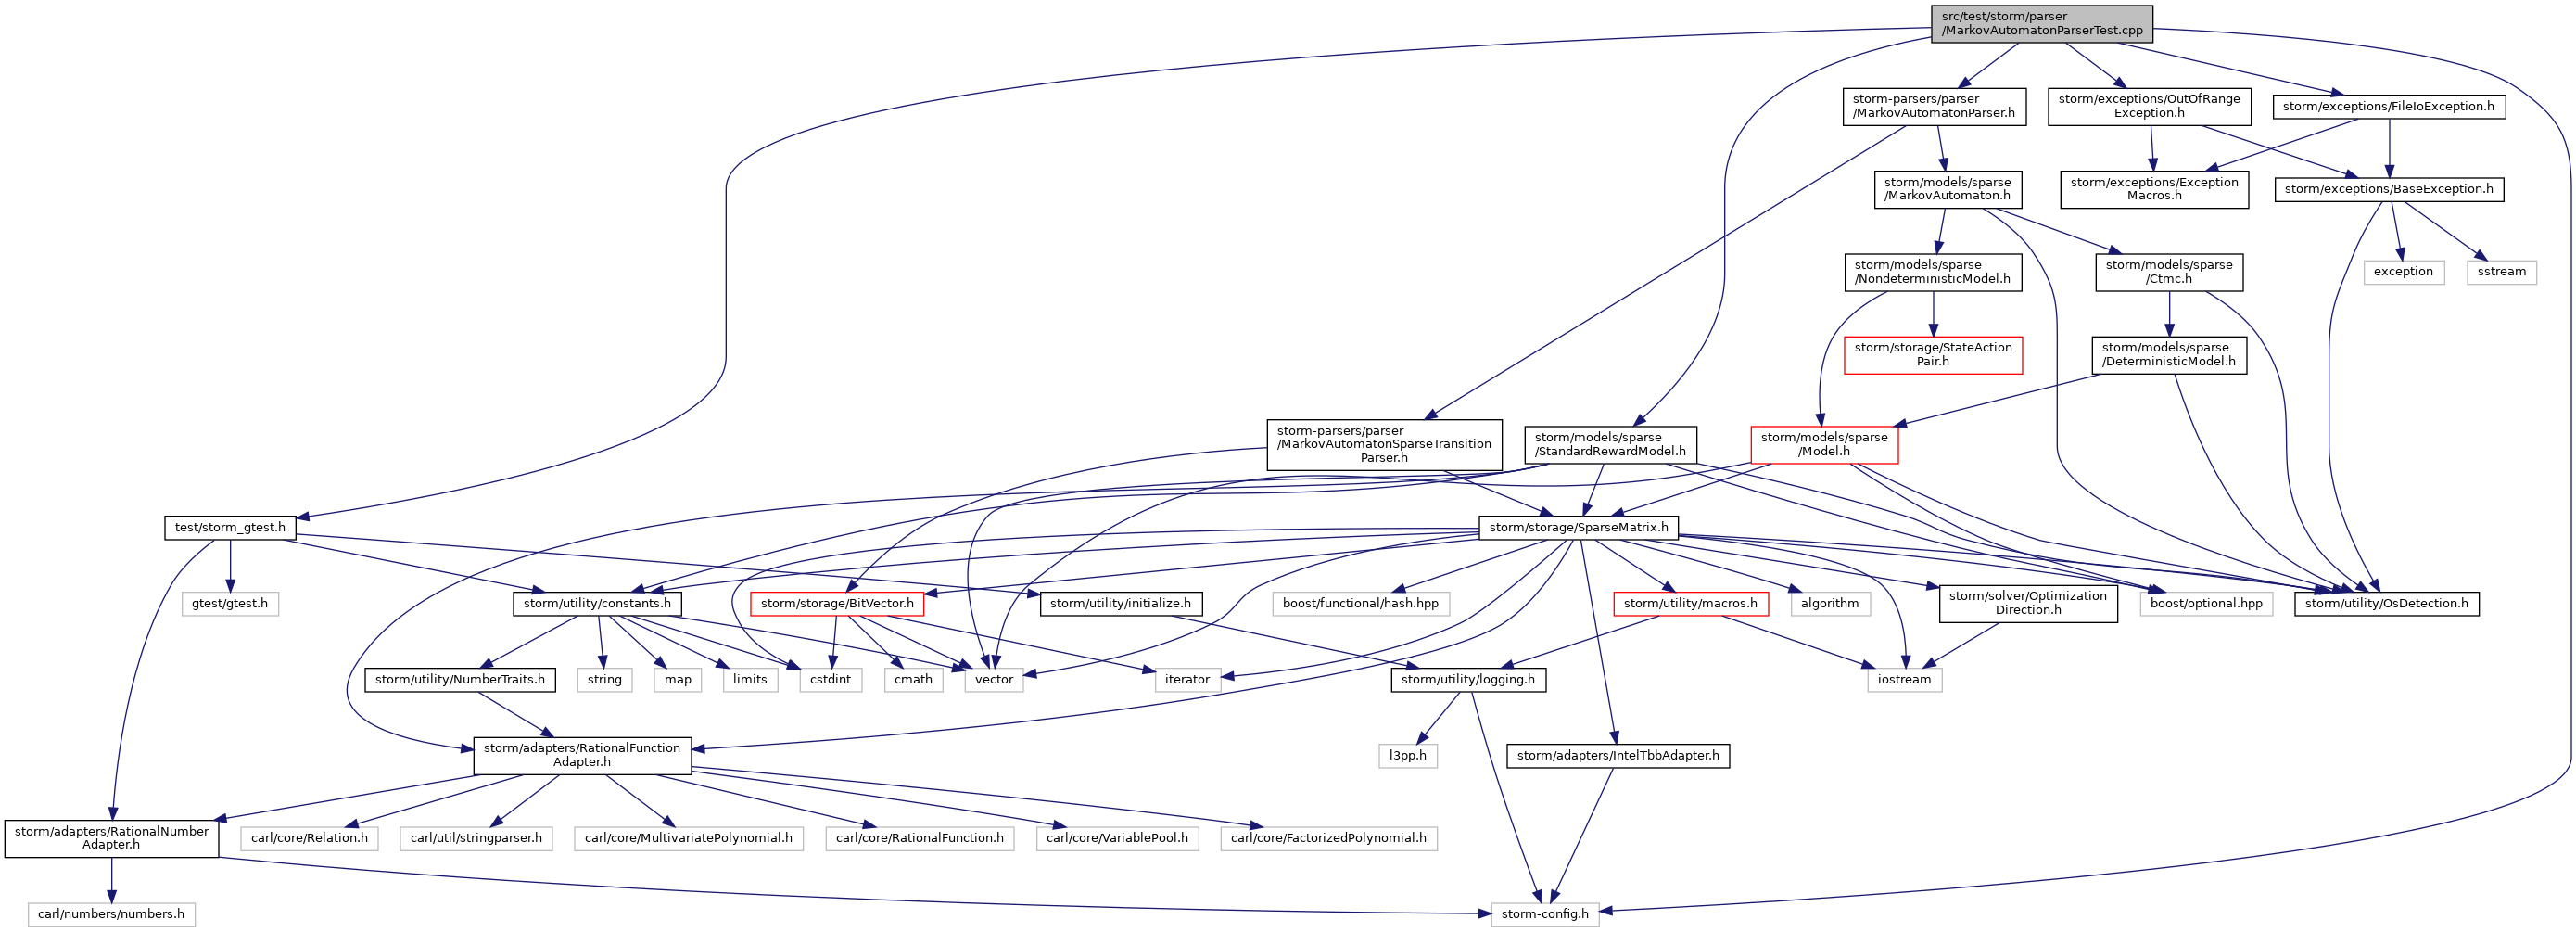 src/test/storm/parser
/MarkovAutomatonParserTest.cpp
storm-parsers/parser
/MarkovAutomatonParser.h
storm/exceptions/OutOfRange
Exception.h
storm/exceptions/FileIoException.h
storm/models/sparse
/MarkovAutomaton.h
storm/exceptions/Exception
Macros.h
storm/exceptions/BaseException.h
storm/models/sparse
/NondeterministicModel.h
storm/models/sparse
/Ctmc.h
exception
sstream
storm/storage/StateAction
Pair.h
storm/models/sparse
/DeterministicModel.h
storm-parsers/parser
/MarkovAutomatonSparseTransition
Parser.h
storm/models/sparse
/StandardRewardModel.h
storm/models/sparse
/Model.h
test/storm_gtest.h
storm/storage/SparseMatrix.h
gtest/gtest.h
storm/utility/constants.h
storm/storage/BitVector.h
storm/utility/initialize.h
boost/functional/hash.hpp
storm/utility/macros.h
algorithm
storm/solver/Optimization
Direction.h
boost/optional.hpp
storm/utility/OsDetection.h
storm/utility/NumberTraits.h
string
map
limits
cstdint
cmath
vector
iterator
storm/utility/logging.h
iostream
storm/adapters/RationalFunction
Adapter.h
l3pp.h
storm/adapters/IntelTbbAdapter.h
storm/adapters/RationalNumber
Adapter.h
carl/core/Relation.h
carl/util/stringparser.h
carl/core/MultivariatePolynomial.h
carl/core/RationalFunction.h
carl/core/VariablePool.h
carl/core/FactorizedPolynomial.h
carl/numbers/numbers.h
storm-config.h